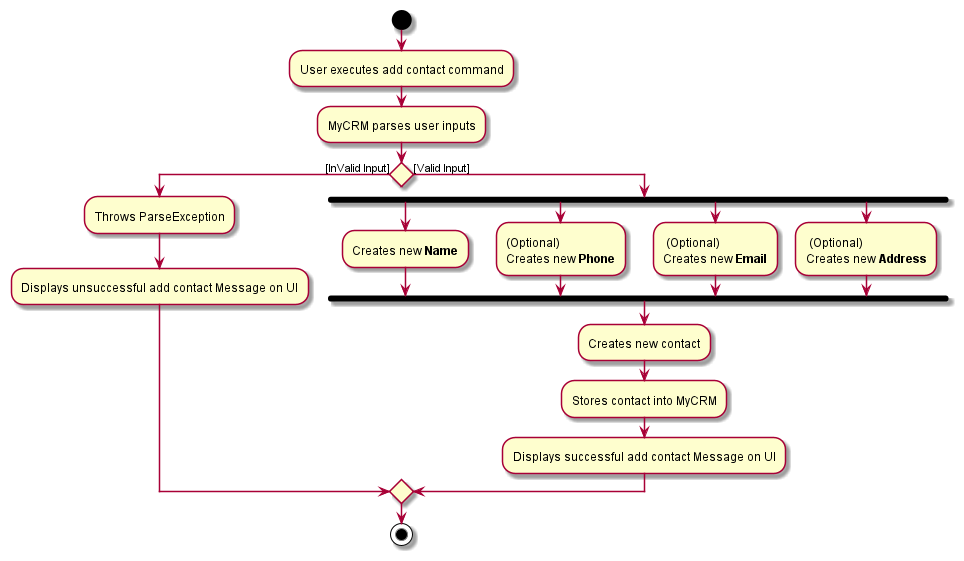 User executes add contact command
MyCRM parses user inputs
[InValid Input]
[Valid Input]
Throws ParseException
Displays unsuccessful add contact Message on UI
Creates new Name
(Optional)
Creates new Phone
(Optional)
Creates new Email
(Optional)
Creates new Address
Creates new contact
Stores contact into MyCRM
Displays successful add contact Message on UI